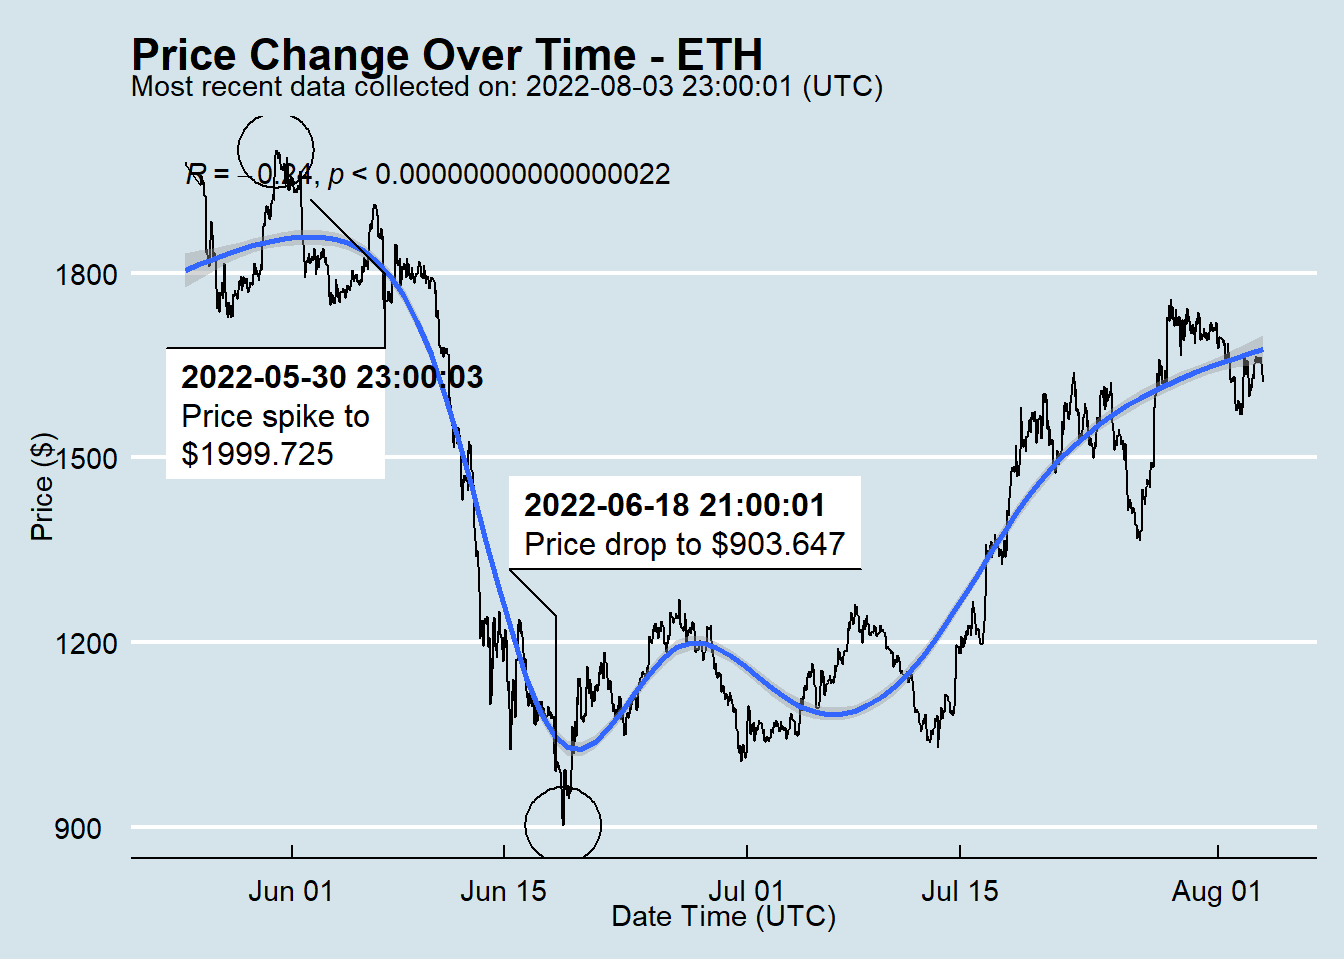 Price Change Over Time - ETH
Most recent data collected on: 2022-08-03 23:00:01 (UTC)
R = −0.24, p < 0.00000000000000022
1800
2022-05-30 23:00:03
Price spike to
$1999.725
Price ($)
1500
2022-06-18 21:00:01
Price drop to $903.647
1200
900
Jun 01 Jun 15 Jul 01 Jul 15 Aug 01
Date Time (UTC)